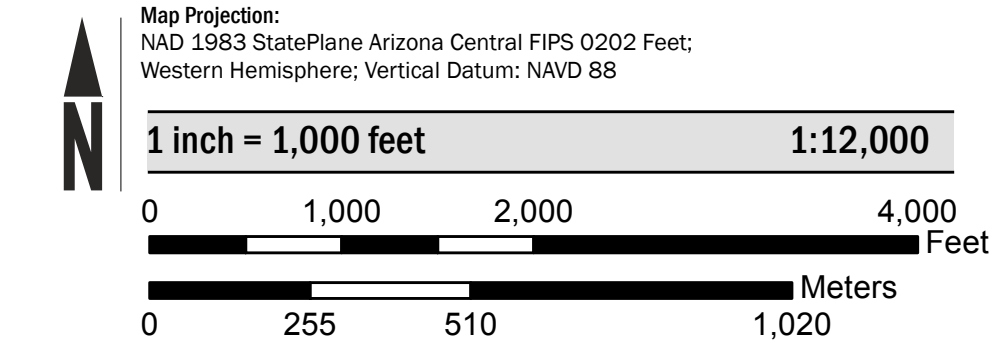 Map Projection:
NAD 1983 StatePlane Arizona Central FIPS 0202 Feet;
Western Hemisphere; Vertical Datum: NAVD 88
N
1 inch = 1,000 feet 1:12,000
0 1,000 2,000 4,000
Feet
Meters
0 255 510 1,020